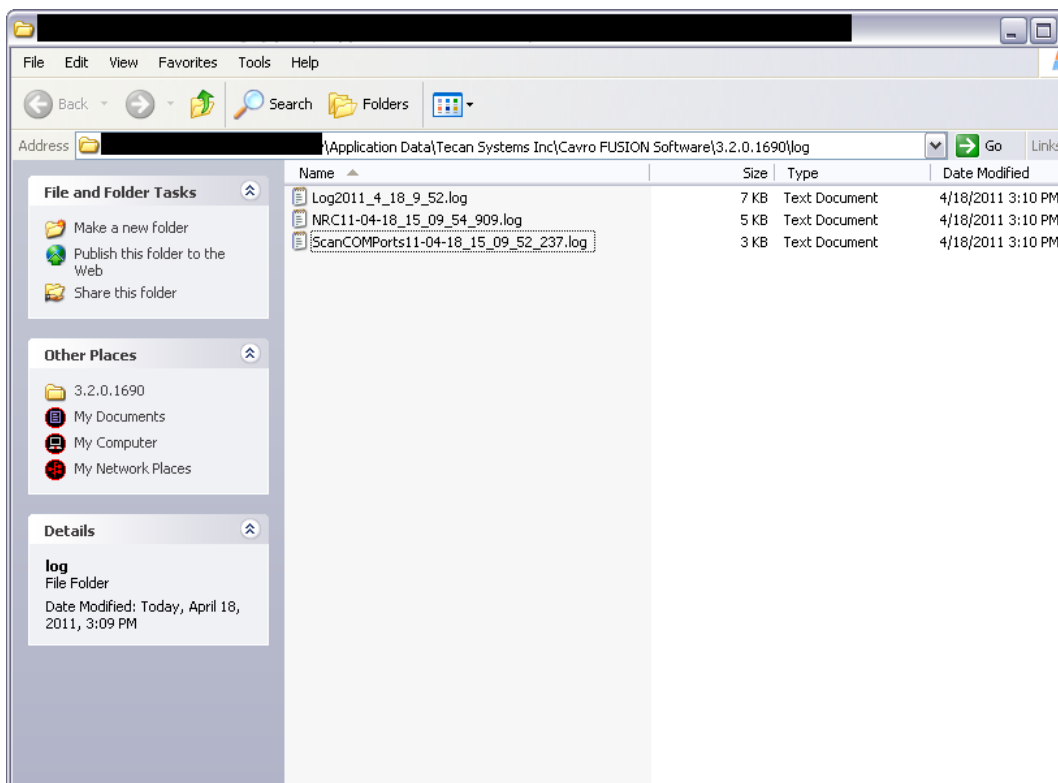 File Edit View Favorites Tools Help
Back Search Folders
Address \Application Data\Tecan Systems Inc\Cavro FUSION Software\3.2.0.1690\log Go Links
Name Size Type Date Modified
Log2011_4_18_9_52.log 7 KB Text Document 4/18/2011 3:10 PM
NRC11-04-18_15_09_54_909.log 5 KB Text Document 4/18/2011 3:10 PM
ScanCOMPorts11-04-18_15_09_52_237.log 3 KB Text Document 4/18/2011 3:10 PM
File and Folder Tasks
Make a new folder
Publish this folder to the
Web
Share this folder
Other Places
3.2.0.1690
My Documents
My Computer
My Network Places
Details
log
File Folder
Date Modified: Today, April 18,
2011, 3:09 PM